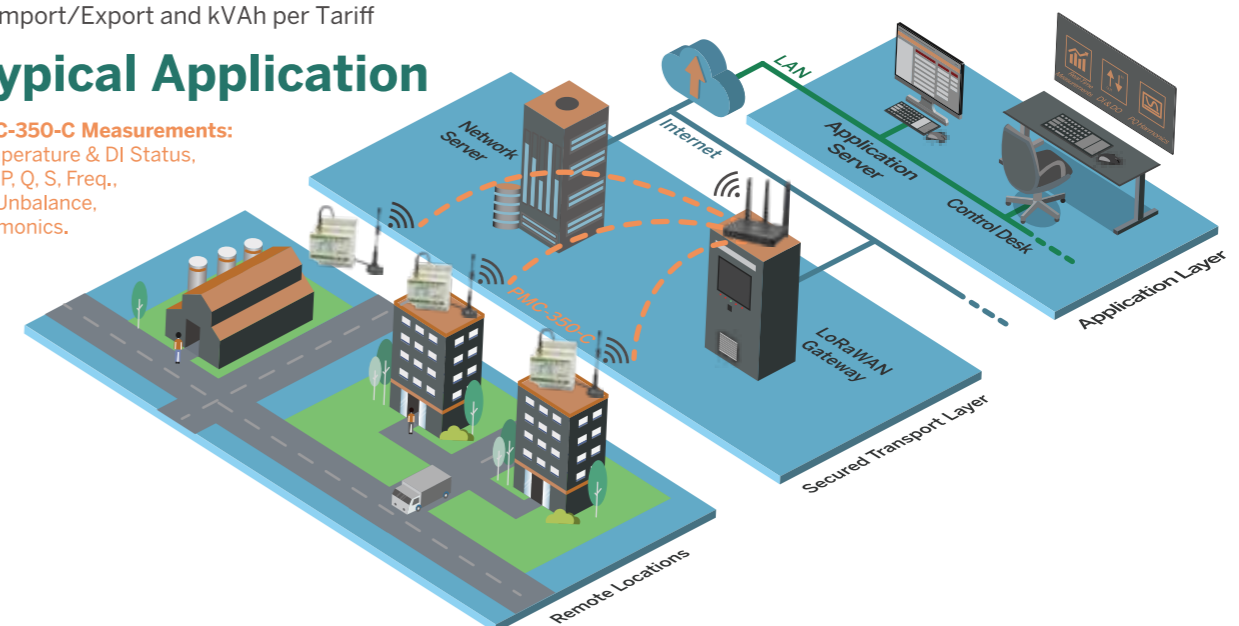 mport/Export and kVAh per Tariff
ypical Application
C-350-C Measurements:
perature & DI Status,
P, Q, S, Freq.,
Unbalance,
monics.
Network
Server
Internet
LAN
Application
Server
Control Desk
Application Layer
PMC-350-C
LoRaWAN
Gateway
Secured Transport Layer
Remote Locations